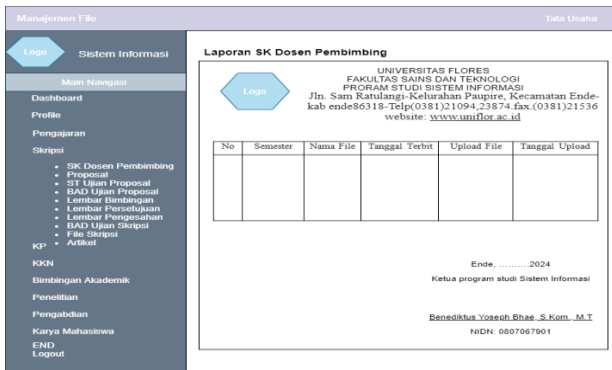 Manajemen File
Tata Usaha
Logo
Sistem Informasi
Main Navigasi
Dashboard
Profile
Pengajaran
Skripsi
• SK Dosen Pembimbing
• Proposal
• ST Ujian Proposal
• BAD Ujian Proposal
• Lembar Bimbingan
• Lembar Persetujuan
• Lembar Pengesahan
• BAD Ujian Skripsi
• File Skripsi
• Artikel
KP
KKN
Bimbingan Akademik
Penelitian
Pengabdian
Karya Mahasiswa
END
Logout
Laporan SK Dosen Pembimbing
Logo
UNIVERSITAS FLORES
FAKULTAS SAINS DAN TEKNOLOGI
PRORAM STUDI SISTEM INFORMASI
Jln. Sam Ratulangi-Kelurahan Paupire, Kecamatan Ende-
kab ende86318-Telp(0381)21094,23874.fax.(0381)21536
website: www.uniflor.ac.id
No Semester Nama File Tanggal Terbit Upload File Tanggal Upload
Ende, ..........2024
Ketua program studi Sistem Informasi
Benediktus Yoseph Bhae, S.Kom., M.T
NIDN: 0807067901